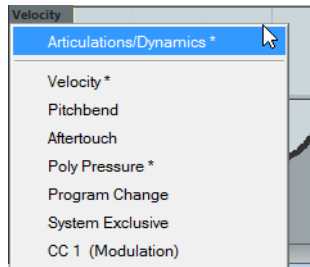 Velocity
Articulations/Dynamics *
Velocity *
Pitchbend
Aftertouch
Poly Pressure *
Program Change
System Exclusive
CC 1 (Modulation)